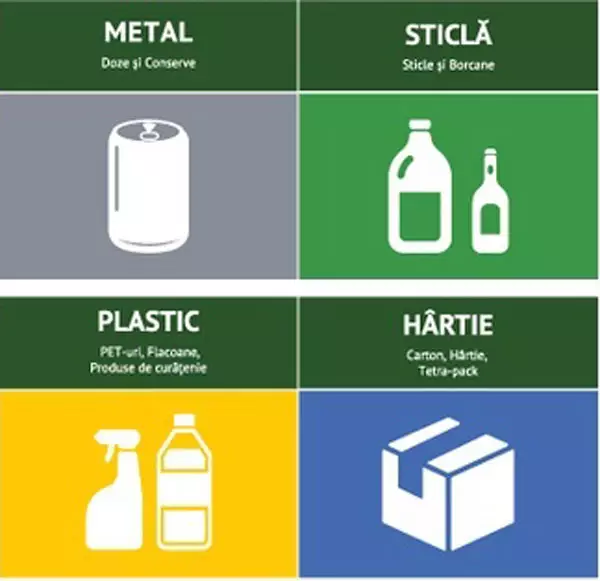 METAL
Doze și Conserve
STICLĂ
Sticle și Borcane
PLASTIC
PET-uri, Flacoane,
Produse de curățenie
HÂRTIE
Carton, Hârtie,
Tetra-pack